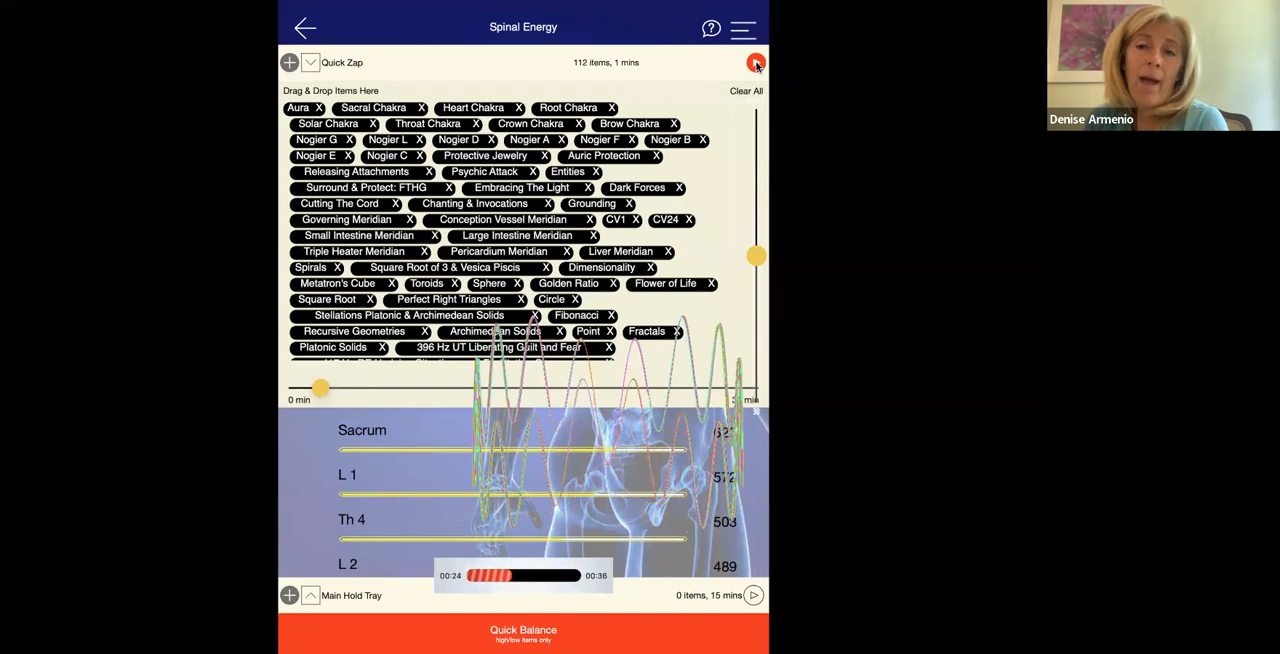 Spinal Energy
Quick Zap 112 items, 1 mins
Drag & Drop Items Here Clear All
Aura X Sacral Chakra X Heart Chakra X Root Chakra X
Solar Chakra X Throat Chakra X Crown Chakra X Brow Chakra X
Nogier G X Nogier L X Nogier D X Nogier A X Nogier F X Nogier B X
Nogier E X Nogier C X Protective Jewelry X Auric Protection X
Releasing Attachments X Psychic Attack X Entities X
Surround & Protect: FTHG X Embracing The Light X Dark Forces X
Cutting The Cord X Chanting & Invocations X Grounding X
Governing Meridian X Conception Vessel Meridian X CV1 X CV24 X
Small Intestine Meridian X Large Intestine Meridian X
Triple Heater Meridian X Pericardium Meridian X Liver Meridian X
Spirals X Square Root of 3 & Vesica Piscis X Dimensionality X
Metatron's Cube X Toroids X Sphere X Golden Ratio X Flower of Life X
Square Root X Perfect Right Triangles X Circle X
Stellations Platonic & Archimedean Solids X Fibonacci X
Recursive Geometries X Archimedean Solids X Point X Fractals X
Platonic Solids X 396 Hz UT Liberating Guilt and Fear X
0 min min
Sacrum
L 1 572
Th 4 503
L 2 489
00:24 00:36
Main Hold Tray 0 items, 15 mins
Quick Balance
high/low items only
Denise Armenio